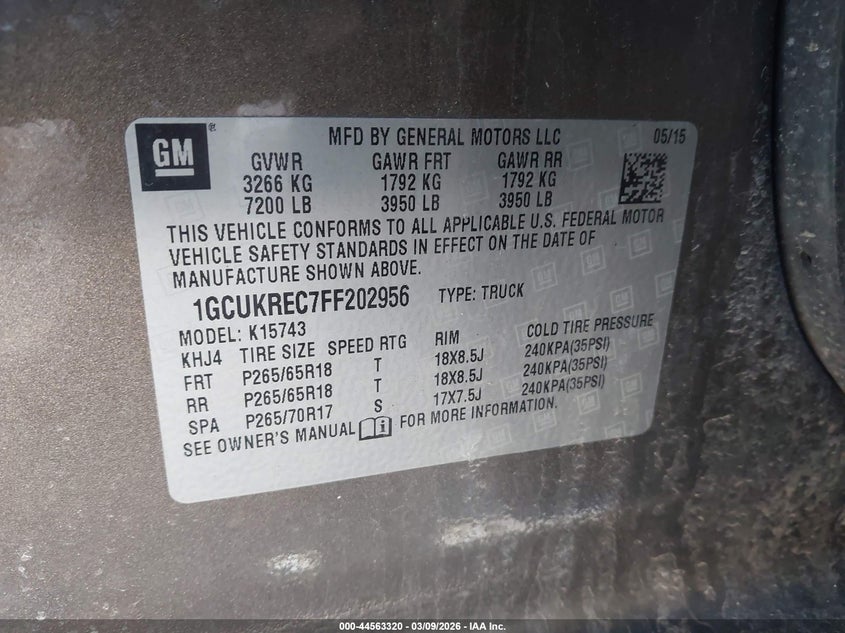 GM ®
MFD BY GENERAL MOTORS LLC 05/15
GVWR GAWR FRT GAWR RR
3266 KG 1792 KG 1792 KG
7200 LB 3950 LB 3950 LB
THIS VEHICLE CONFORMS TO ALL APPLICABLE U.S. FEDERAL MOTOR
VEHICLE SAFETY STANDARDS IN EFFECT ON THE DATE OF
MANUFACTURE SHOWN ABOVE.
1GCUKREC7FF202956 TYPE: TRUCK
MODEL: K15743
KHJ4 TIRE SIZE SPEED RTG RIM COLD TIRE PRESSURE
FRT P265/65R18 T 18X8.5J 240KPA(35PSI)
RR P265/65R18 T 18X8.5J 240KPA(35PSI)
SPA P265/70R17 S 17X7.5J 240KPA(35PSI)
SEE OWNER'S MANUAL i FOR MORE INFORMATION.
000-44563320 — 03/09/2026 — IAA Inc.